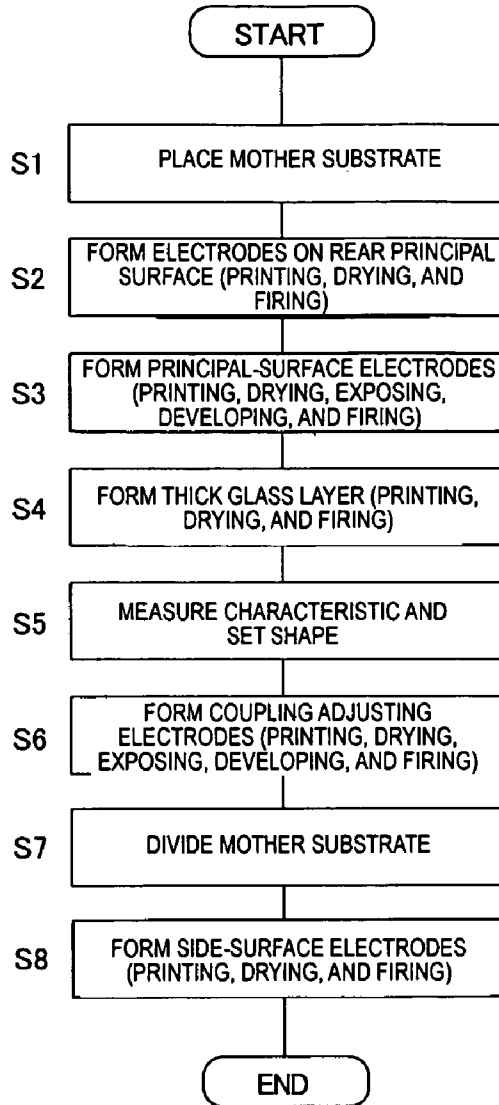 START
S1
PLACE MOTHER SUBSTRATE
S2
FORM ELECTRODES ON REAR PRINCIPAL
SURFACE (PRINTING, DRYING, AND
FIRING)
S3
FORM PRINCIPAL-SURFACE ELECTRODES
(PRINTING, DRYING, EXPOSING,
DEVELOPING, AND FIRING)
S4
FORM THICK GLASS LAYER (PRINTING,
DRYING, AND FIRING)
S5
MEASURE CHARACTERISTIC AND
SET SHAPE
S6
FORM COUPLING ADJUSTING
ELECTRODES (PRINTING, DRYING,
EXPOSING, DEVELOPING, AND FIRING)
S7
DIVIDE MOTHER SUBSTRATE
S8
FORM SIDE-SURFACE ELECTRODES
(PRINTING, DRYING, AND FIRING)
END